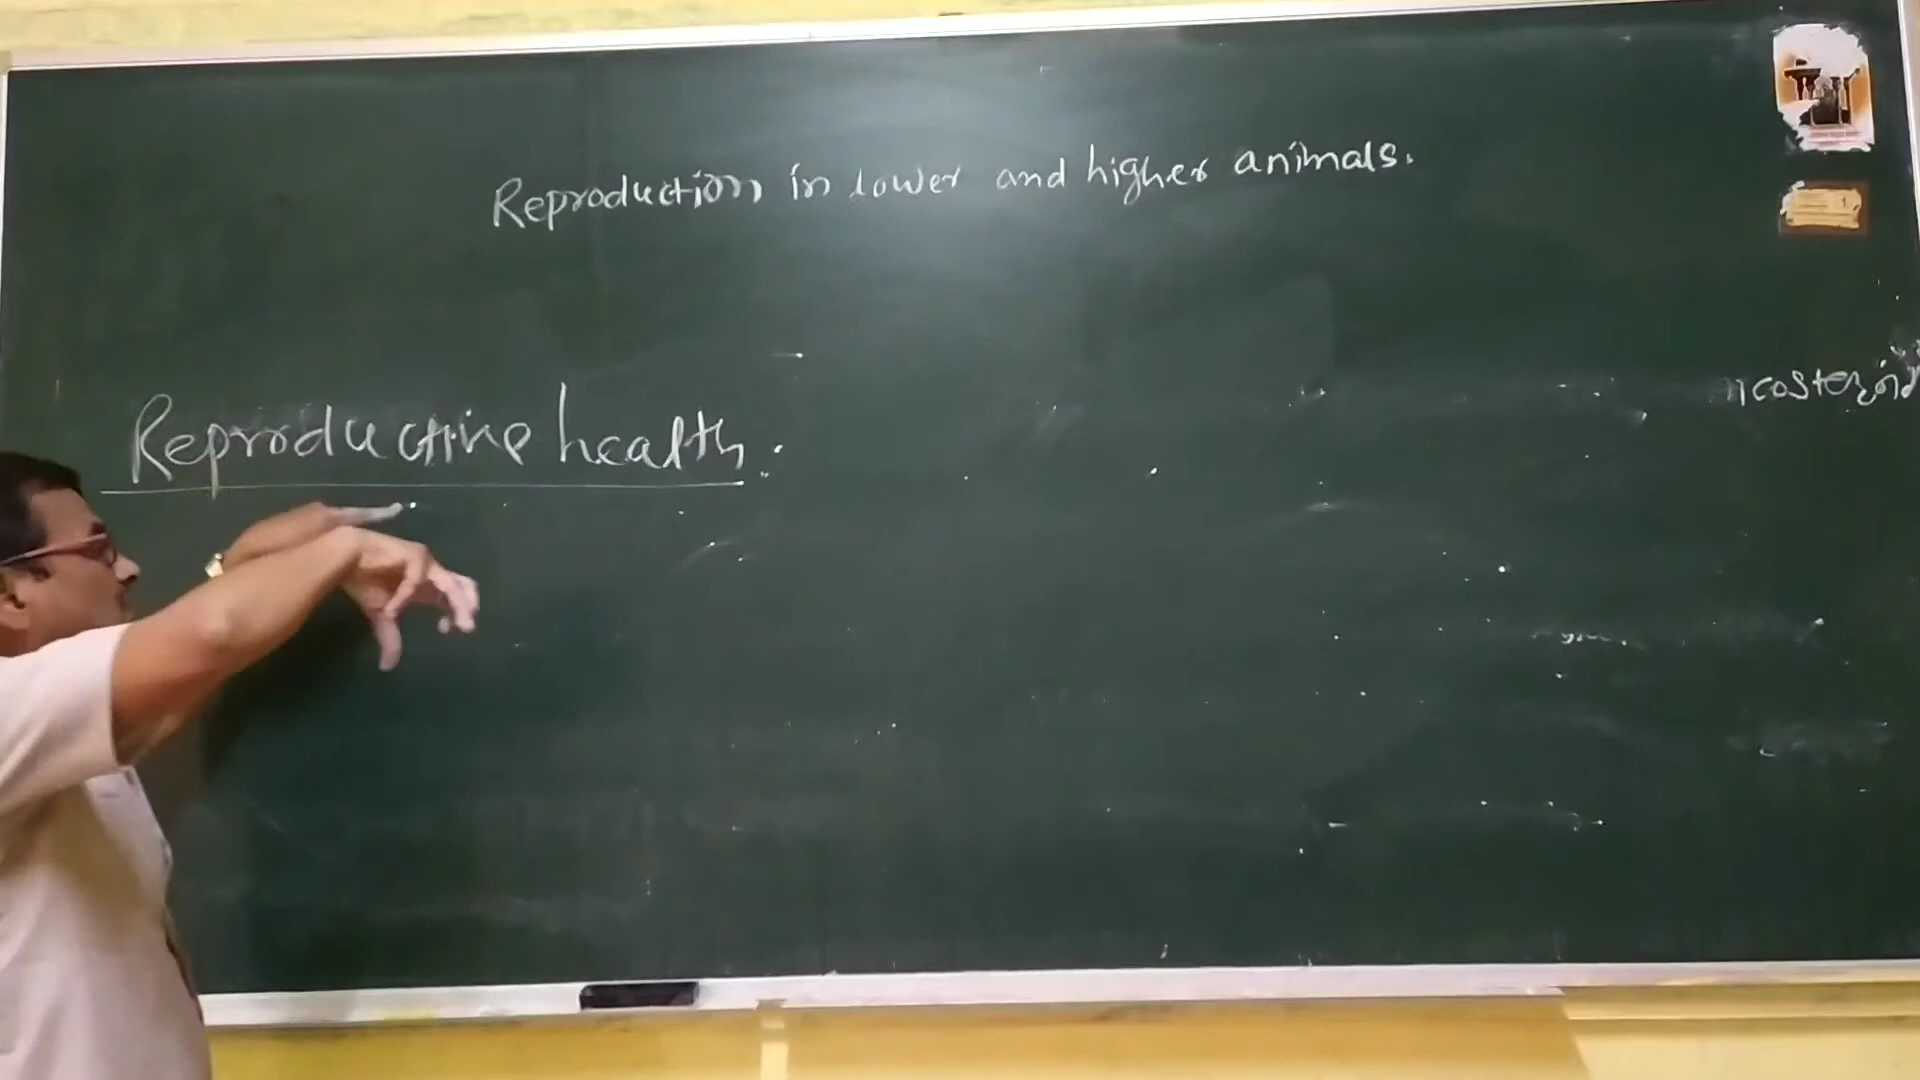 Reproduction in lower and higher animals.
Reproductive health: